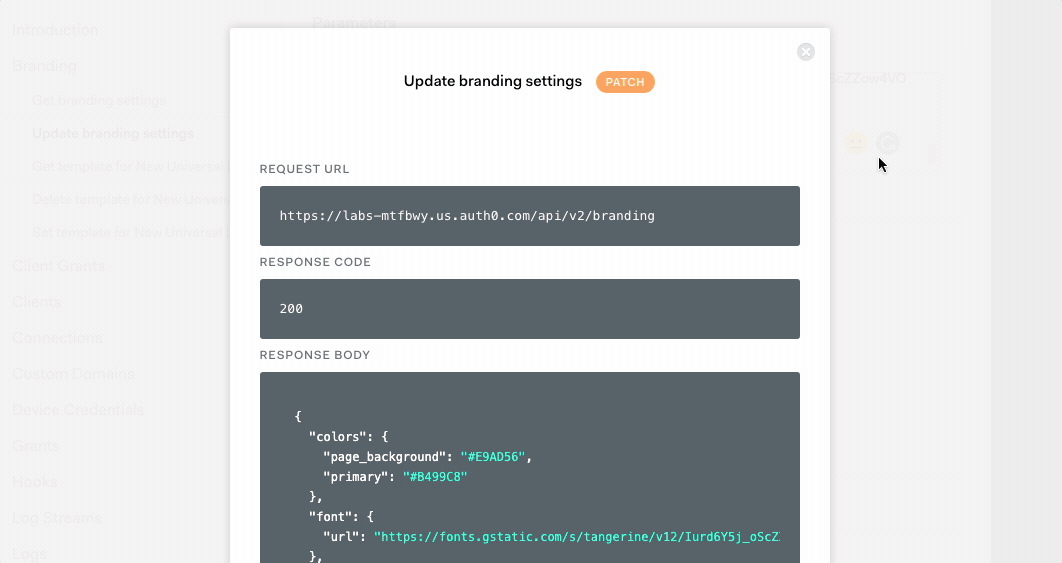 Parameters
Introduction
Branding
Get branding settings
Update branding settings
Get template for New Universal
Delete template for New Univers
Set template for New Universal
Client Grants
Clients
Connections
Custom Domains
Device Credentials
Grants
Hooks
Log Streams
Logs
Update branding settings PATCH
REQUEST URL
https://labs-mtfbwy.us.auth0.com/api/v2/branding
RESPONSE CODE
200
RESPONSE BODY
{
"colors": {
"page_background": "#E9AD56",
"primary": "#B499C8"
},
"font": {
"url": "https://fonts.gstatic.com/s/tangerine/v12/Iurd6Y5j_oScZ
},